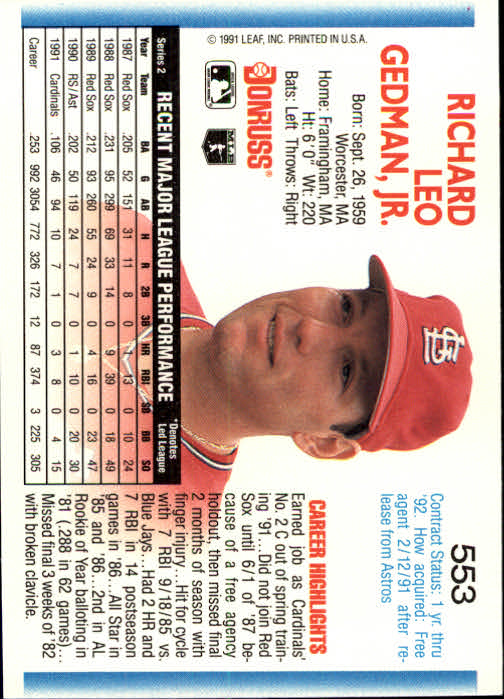 553
RICHARD
LEO
GEDMAN, JR.
Born: Sept. 26, 1959
Worcester, MA
Home: Framingham, MA
Ht: 6'0" Wt: 220
Bats: Left Throws: Right
DONRUSS®
© 1991 LEAF, INC. PRINTED IN U.S.A.
StL
Contract Status: 1 yr. thru
'92. How acquired: Free
agent 2/12/91 after re-
lease from Astros
CAREER HIGHLIGHTS
Earned job as Cardinals'
No. 2 C out of spring train-
ing '91...Did not join Red
Sox until 6/1 of '87 be-
cause of a free agency
holdout, then missed final
2 months of season with
finger injury...Hit for cycle
with 7 RBI 9/18/85 vs.
Blue Jays...Had 2 HR and
7 RBI in 14 postseason
games in '86...All Star in
'85 and '86...2nd in AL
Rookie of Year balloting in
'81 (.288 in 62 games)...
Missed final 3 weeks of '82
with broken clavicle.
Series 2 RECENT MAJOR LEAGUE PERFORMANCE *Denotes Led League
Year Team BA G AB H R 2B 3B HR RBI SB BB SO
1987 Red Sox .205 52 151 31 11 8 0 1 13 0 10 24
1988 Red Sox .231 95 299 69 33 14 0 9 39 0 18 49
1989 Red Sox .212 93 260 55 24 9 0 4 16 0 23 47
1990 RS/Ast .202 50 119 24 7 7 0 1 10 0 20 30
1991 Cardinals .106 46 94 10 7 1 0 3 8 0 4 15
Career .253 992 3054 772 326 172 12 87 374 3 225 305